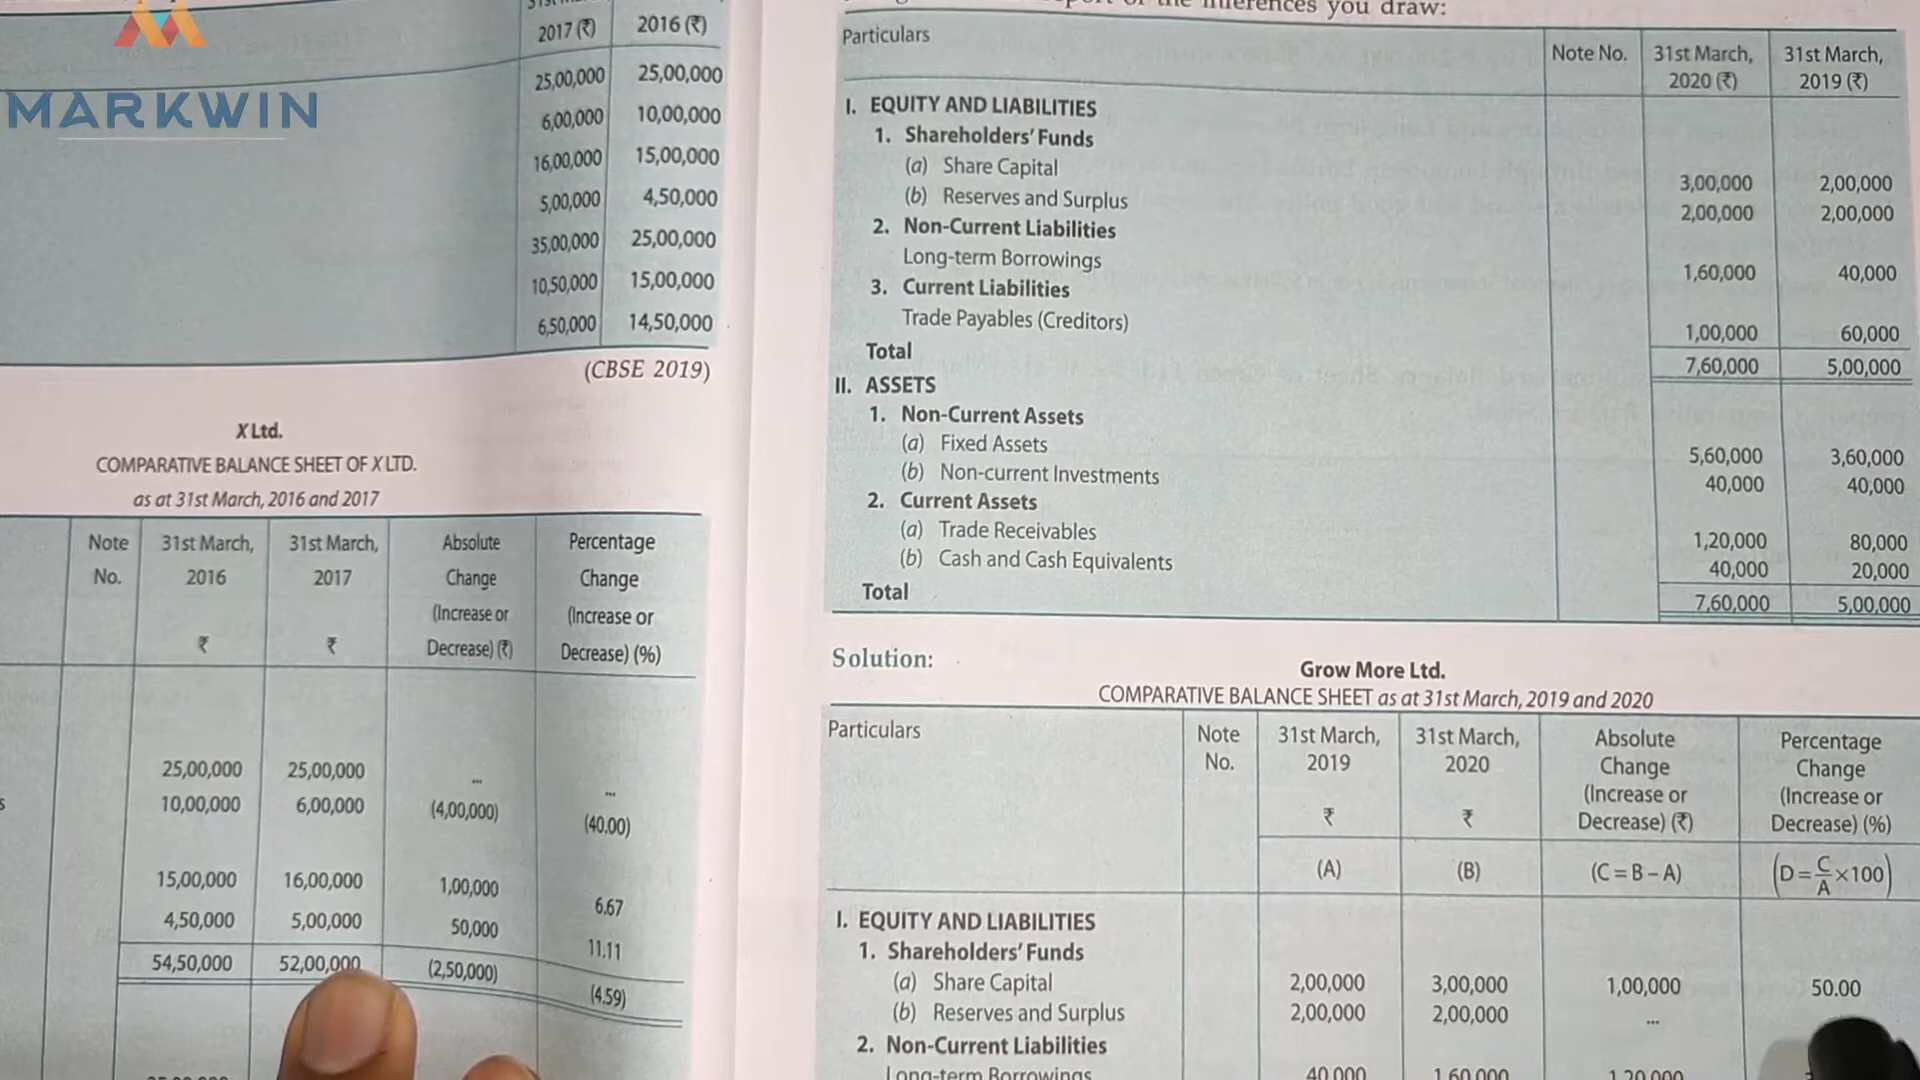 MARKWIN
2017 (₹) 2016 (₹)
25,00,000 25,00,000
6,00,000 10,00,000
16,00,000 15,00,000
5,00,000 4,50,000
35,00,000 25,00,000
10,50,000 15,00,000
6,50,000 14,50,000
(CBSE 2019)
X Ltd.
COMPARATIVE BALANCE SHEET OF X LTD.
as at 31st March, 2016 and 2017
Note No. 31st March, 2016 31st March, 2017 Absolute Change (Increase or Decrease) (₹) Percentage Change (Increase or Decrease) (%)
₹ ₹
25,00,000 25,00,000 ... ...
10,00,000 6,00,000 (4,00,000) (40.00)
15,00,000 16,00,000 1,00,000 6.67
4,50,000 5,00,000 50,000 11.11
54,50,000 52,00,000 (2,50,000) (4.59)
you draw:
Particulars Note No. 31st March, 2020 (₹) 31st March, 2019 (₹)
I. EQUITY AND LIABILITIES
1. Shareholders' Funds
(a) Share Capital 3,00,000 2,00,000
(b) Reserves and Surplus 2,00,000 2,00,000
2. Non-Current Liabilities
Long-term Borrowings 1,60,000 40,000
3. Current Liabilities
Trade Payables (Creditors) 1,00,000 60,000
Total 7,60,000 5,00,000
II. ASSETS
1. Non-Current Assets
(a) Fixed Assets 5,60,000 3,60,000
(b) Non-current Investments 40,000 40,000
2. Current Assets
(a) Trade Receivables 1,20,000 80,000
(b) Cash and Cash Equivalents 40,000 20,000
Total 7,60,000 5,00,000
Solution:
Grow More Ltd.
COMPARATIVE BALANCE SHEET as at 31st March, 2019 and 2020
Particulars Note No. 31st March, 2019 31st March, 2020 Absolute Change (Increase or Decrease) (₹) Percentage Change (Increase or Decrease) (%)
₹ ₹
(A) (B) (C = B – A) (D = C/A × 100)
I. EQUITY AND LIABILITIES
1. Shareholders' Funds
(a) Share Capital 2,00,000 3,00,000 1,00,000 50.00
(b) Reserves and Surplus 2,00,000 2,00,000 ...
2. Non-Current Liabilities
Long-term Borrowings 40,000 1,60,000 1,20,000